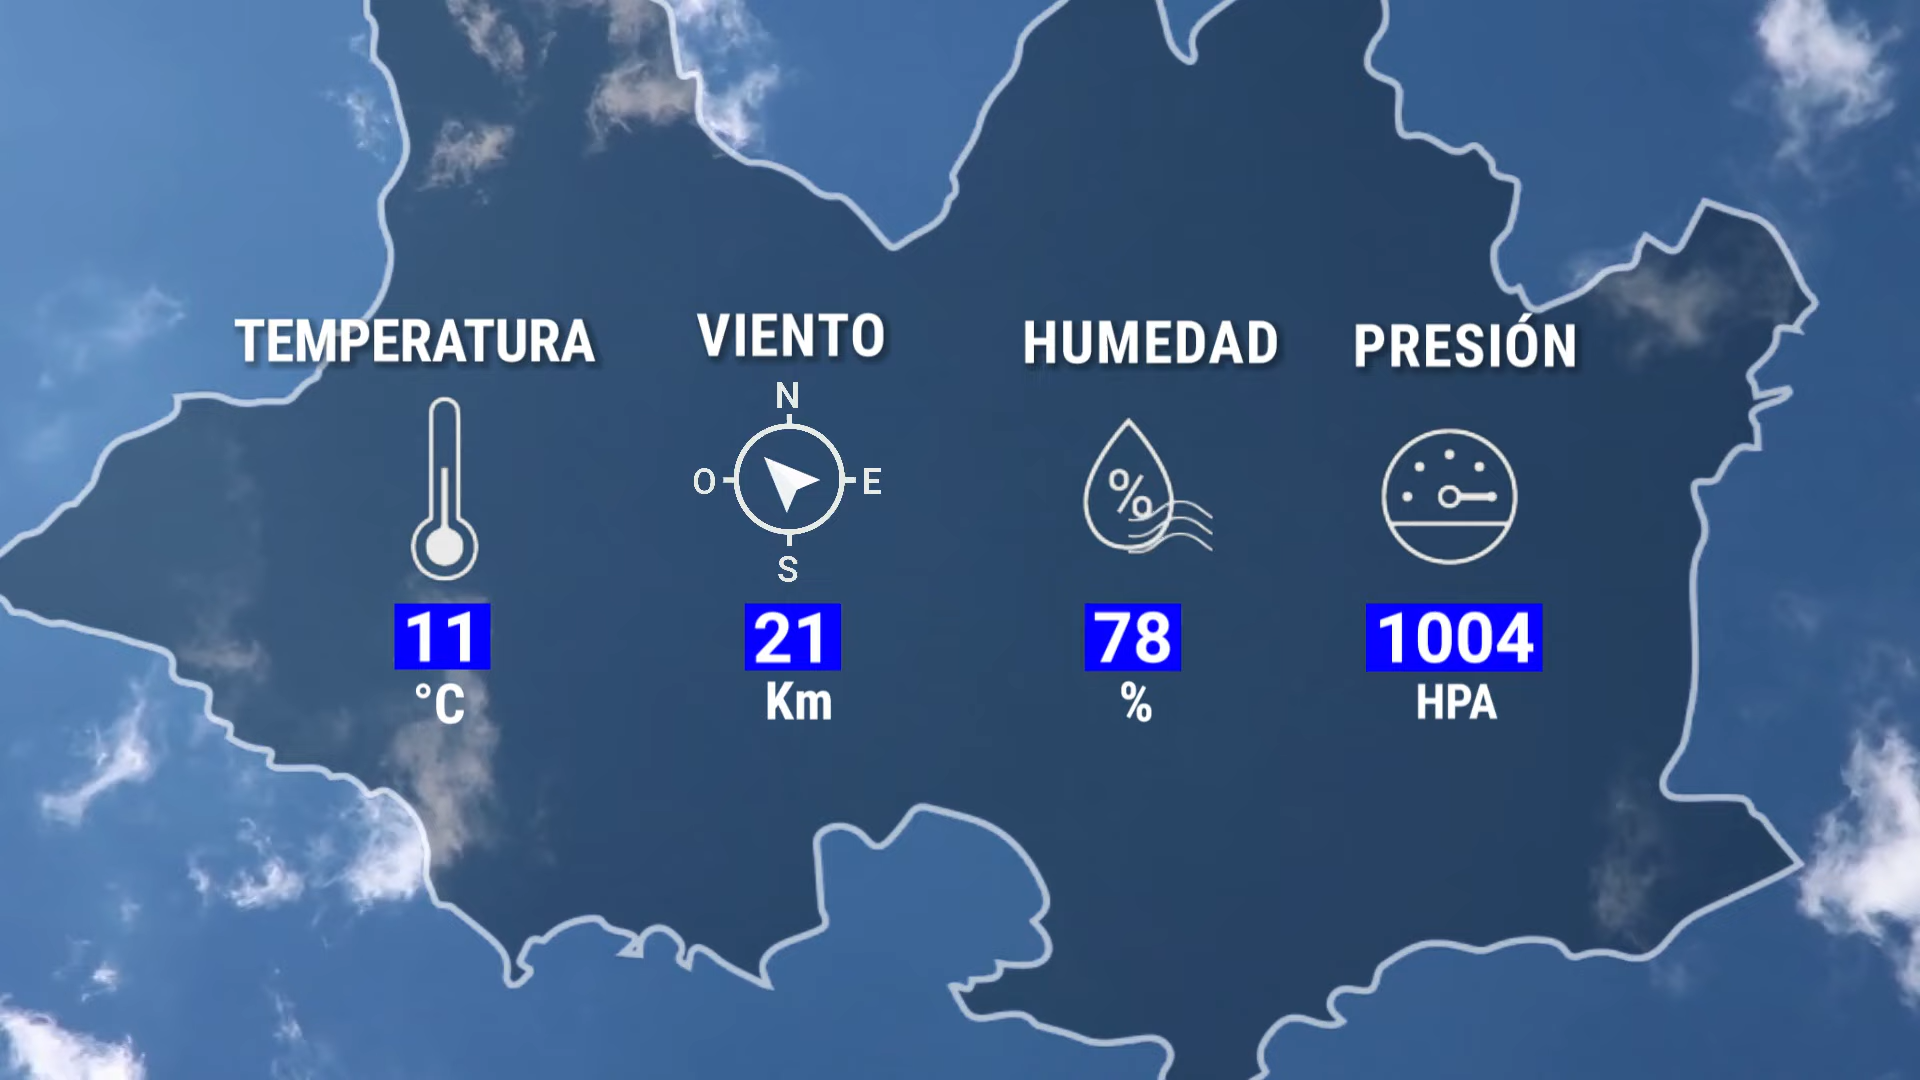 TEMPERATURA
VIENTO
HUMEDAD
PRESIÓN
N
O
E
S
%
11
21
78
1004
°C
Km
%
HPA